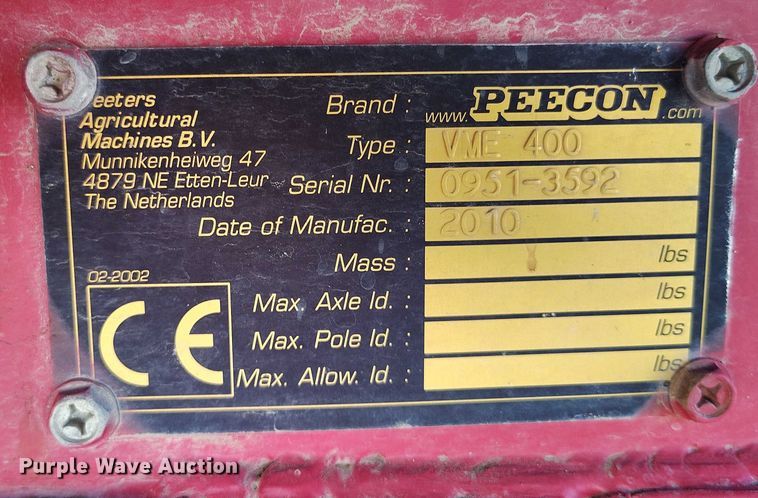 eeters
Agricultural
Machines B.V.
Munnikenheiweg 47
4879 NE Etten-Leur
The Netherlands
02-2002
CE
Brand : www.PEECON.com
Type : VME 400
Serial Nr. : 0951-3592
Date of Manufac. : 2010
Mass : lbs
Max. Axle ld. : lbs
Max. Pole ld. : lbs
Max. Allow. ld. : lbs
Purple Wave Auction